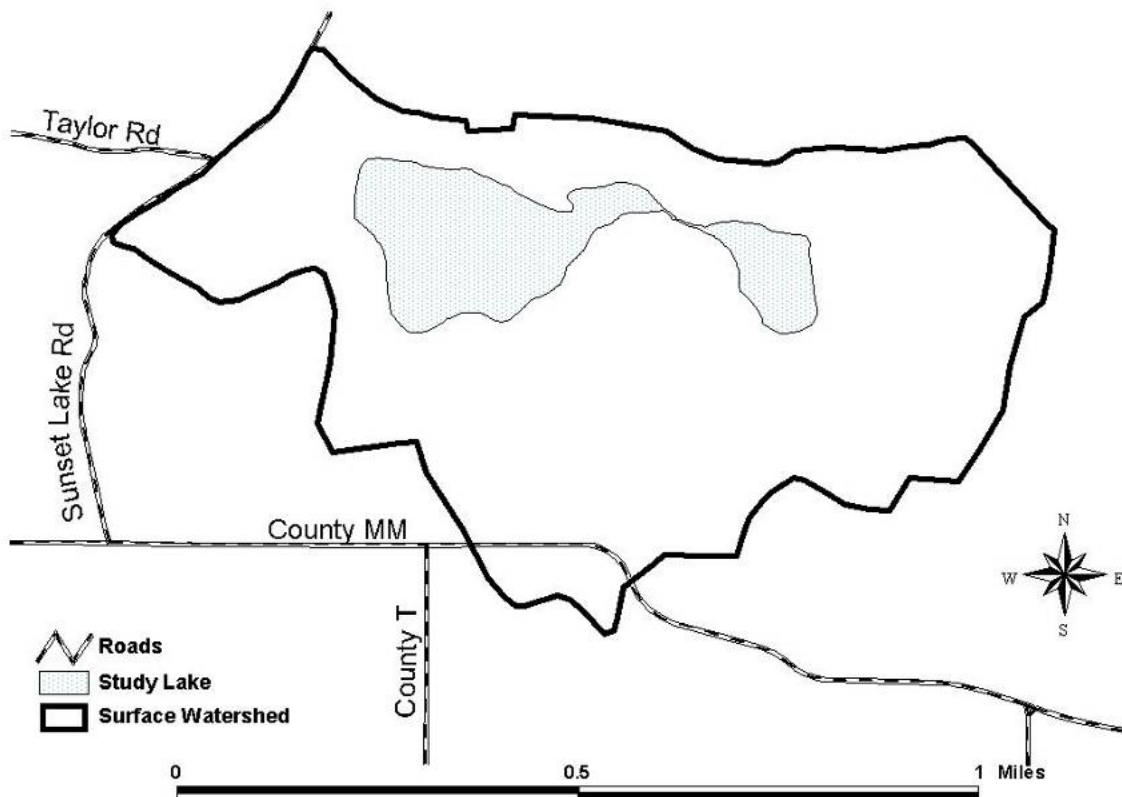 Taylor Rd
Sunset Lake Rd
County MM
County T
N
W E
S
Roads
Study Lake
Surface Watershed
0 0.5 1 Miles